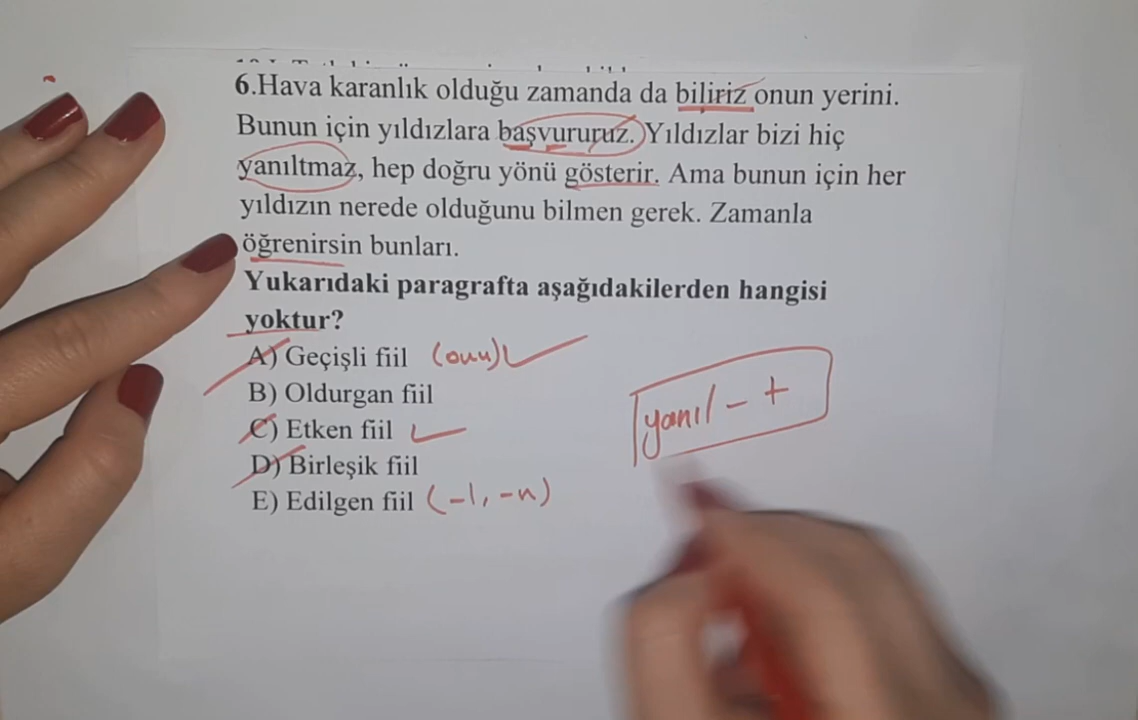 6.Hava karanlık olduğu zamanda da biliriz onun yerini.
Bunun için yıldızlara başvururuz. Yıldızlar bizi hiç
yanıltmaz, hep doğru yönü gösterir. Ama bunun için her
yıldızın nerede olduğunu bilmen gerek. Zamanla
öğrenirsin bunları.
Yukarıdaki paragrafta aşağıdakilerden hangisi
yoktur?
A) Geçişli fiil (onu)
B) Oldurgan fiil
C) Etken fiil
D) Birleşik fiil
E) Edilgen fiil (-l, -n)
yanıl - t